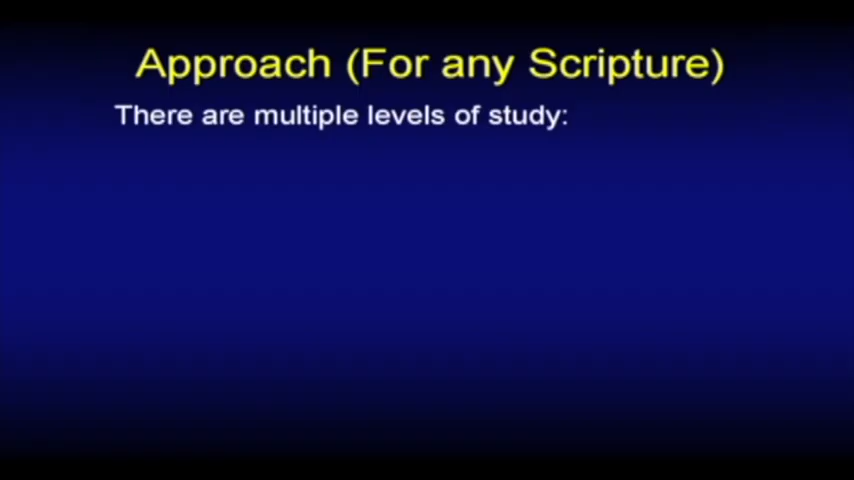 Approach (For any Scripture)
There are multiple levels of study: